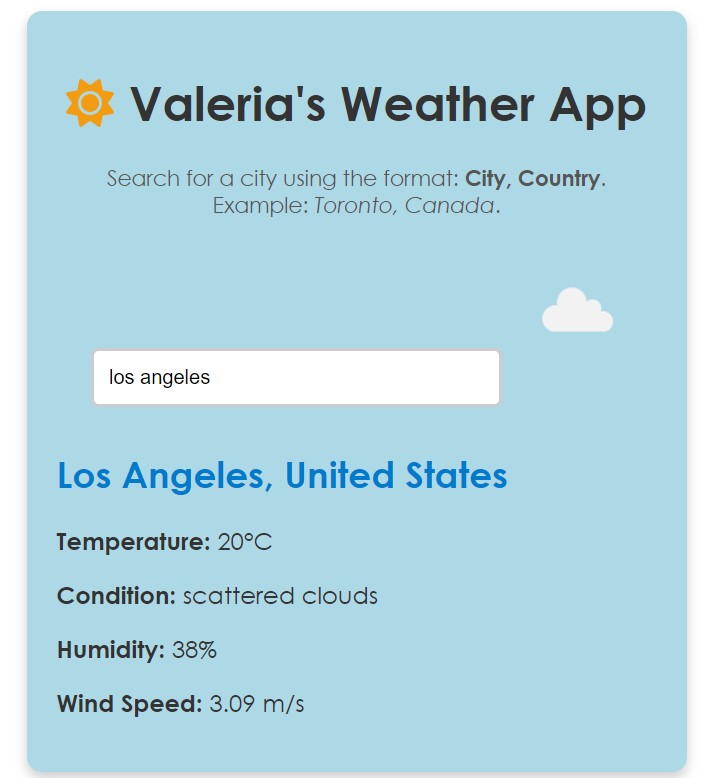 Valeria's Weather App
Search for a city using the format: City, Country.
Example: Toronto, Canada.
los angeles
Los Angeles, United States
Temperature: 20°C
Condition: scattered clouds
Humidity: 38%
Wind Speed: 3.09 m/s